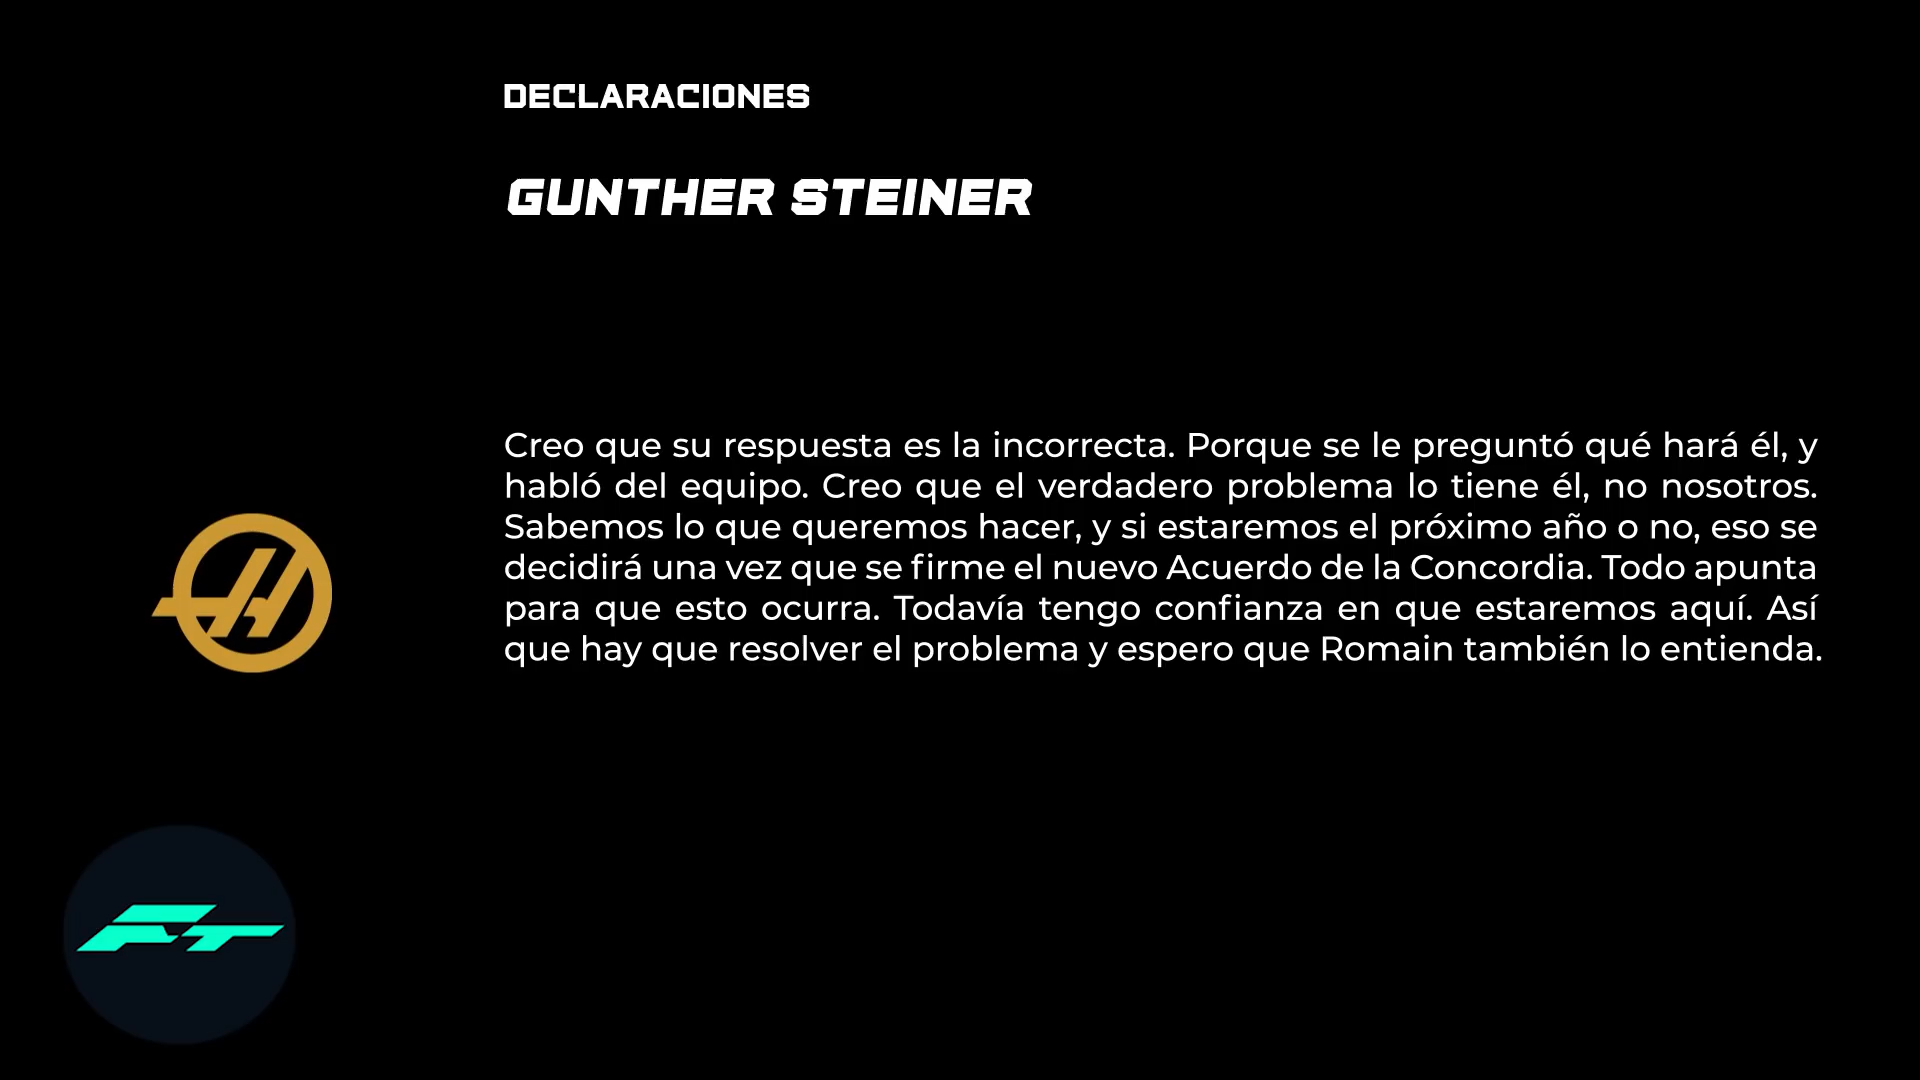 DECLARACIONES
GUNTHER STEINER
Creo que su respuesta es la incorrecta. Porque se le preguntó qué hará él, y
habló del equipo. Creo que el verdadero problema lo tiene él, no nosotros.
Sabemos lo que queremos hacer, y si estaremos el próximo año o no, eso se
decidirá una vez que se firme el nuevo Acuerdo de la Concordia. Todo apunta
para que esto ocurra. Todavía tengo confianza en que estaremos aquí. Así
que hay que resolver el problema y espero que Romain también lo entienda.
FT